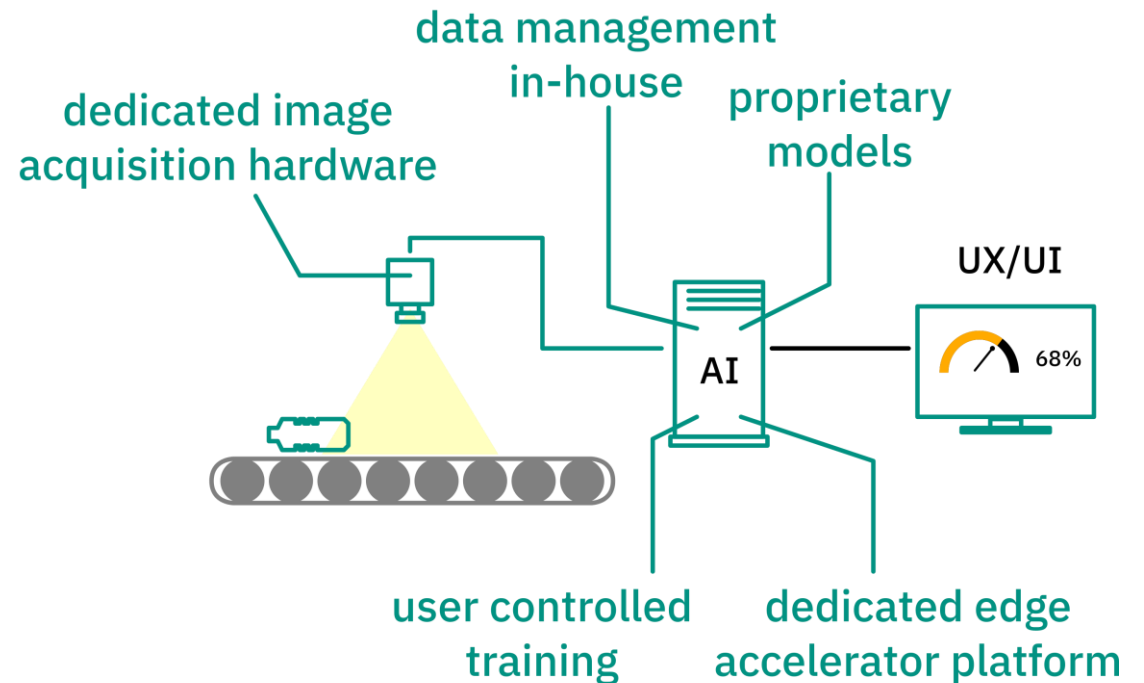 data management
in-house
dedicated image
acquisition hardware
proprietary
models
UX/UI
68%
AI
user controlled
training
dedicated edge
accelerator platform